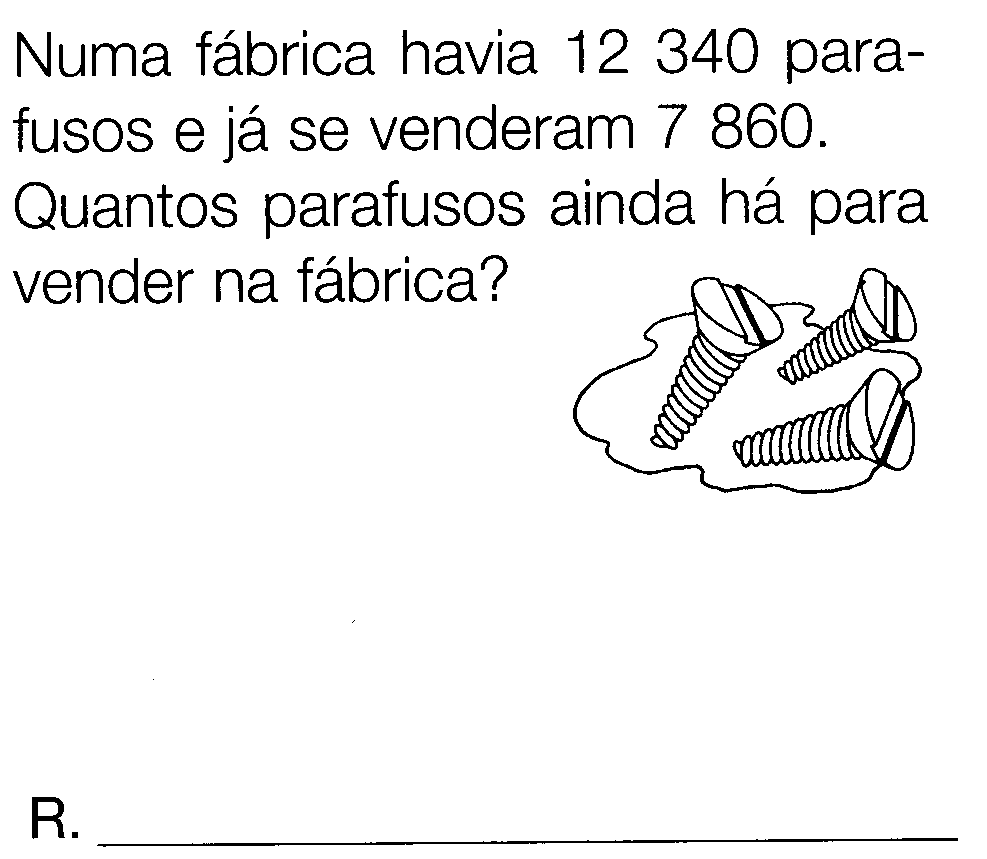 Numa fábrica havia 12 340 para-
fusos e já se venderam 7 860.
Quantos parafusos ainda há para
vender na fábrica?
R.